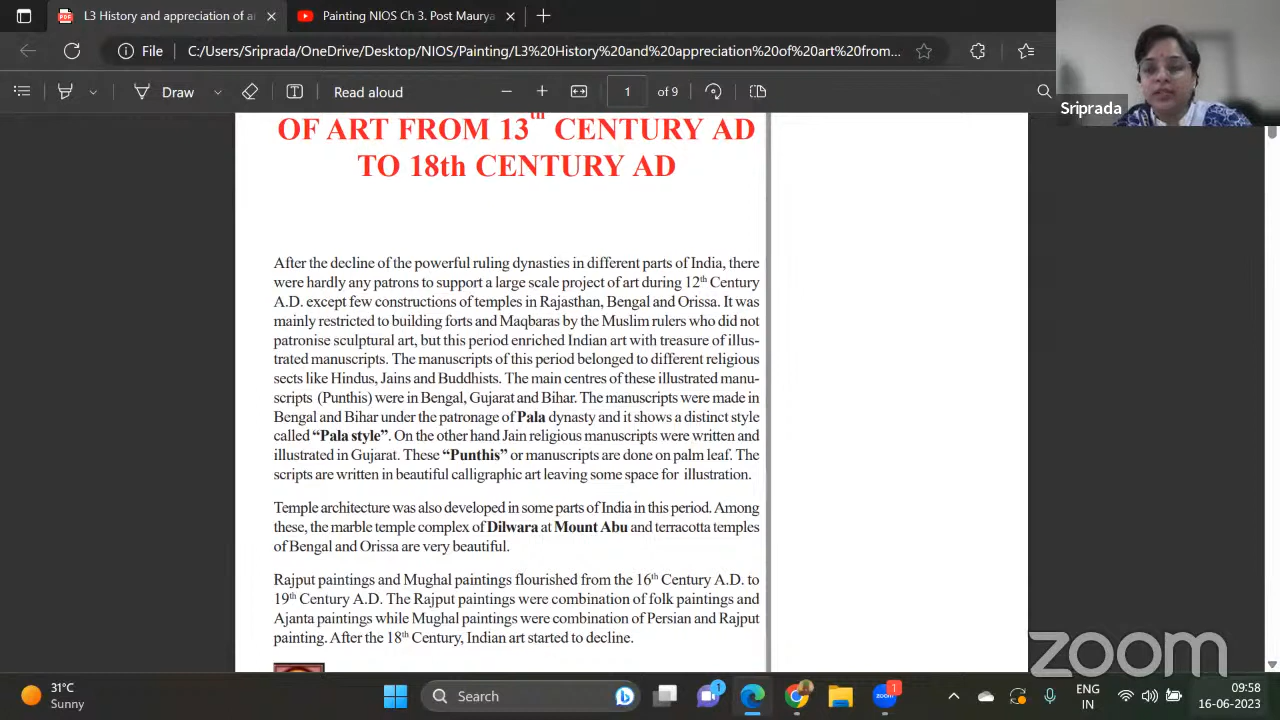 L3 History and appreciation of ar
Painting NIOS Ch 3. Post Maurya
File
C:/Users/Sriprada/OneDrive/Desktop/NIOS/Painting/L3%20History%20and%20appreciation%20of%20art%20from...
Draw
Read aloud
1
of 9
Sriprada
OF ART FROM 13th CENTURY AD
TO 18th CENTURY AD
After the decline of the powerful ruling dynasties in different parts of India, there
were hardly any patrons to support a large scale project of art during 12th Century
A.D. except few constructions of temples in Rajasthan, Bengal and Orissa. It was
mainly restricted to building forts and Maqbaras by the Muslim rulers who did not
patronise sculptural art, but this period enriched Indian art with treasure of illus-
trated manuscripts. The manuscripts of this period belonged to different religious
sects like Hindus, Jains and Buddhists. The main centres of these illustrated manu-
scripts (Punthis) were in Bengal, Gujarat and Bihar. The manuscripts were made in
Bengal and Bihar under the patronage of Pala dynasty and it shows a distinct style
called “Pala style”. On the other hand Jain religious manuscripts were written and
illustrated in Gujarat. These “Punthis” or manuscripts are done on palm leaf. The
scripts are written in beautiful calligraphic art leaving some space for illustration.
Temple architecture was also developed in some parts of India in this period. Among
these, the marble temple complex of Dilwara at Mount Abu and terracotta temples
of Bengal and Orissa are very beautiful.
Rajput paintings and Mughal paintings flourished from the 16th Century A.D. to
19th Century A.D. The Rajput paintings were combination of folk paintings and
Ajanta paintings while Mughal paintings were combination of Persian and Rajput
painting. After the 18th Century, Indian art started to decline.
zoom
31°C
Sunny
Search
1
zoom
1
ENG
IN
09:58
16-06-2023